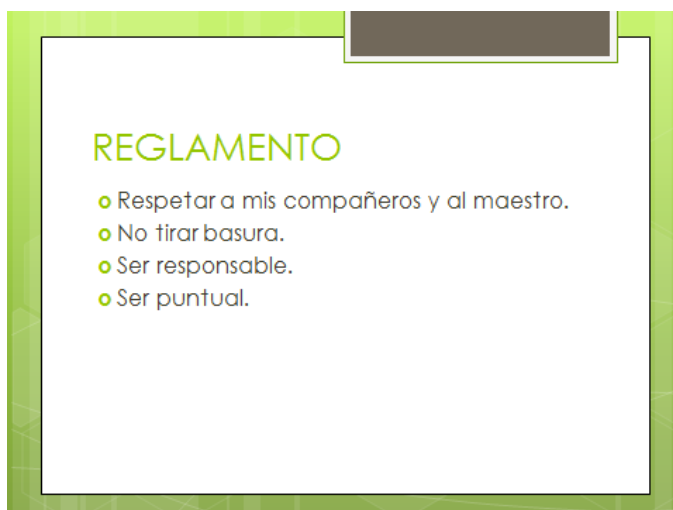 REGLAMENTO
o Respetar a mis compañeros y al maestro.
o No tirar basura.
o Ser responsable.
o Ser puntual.